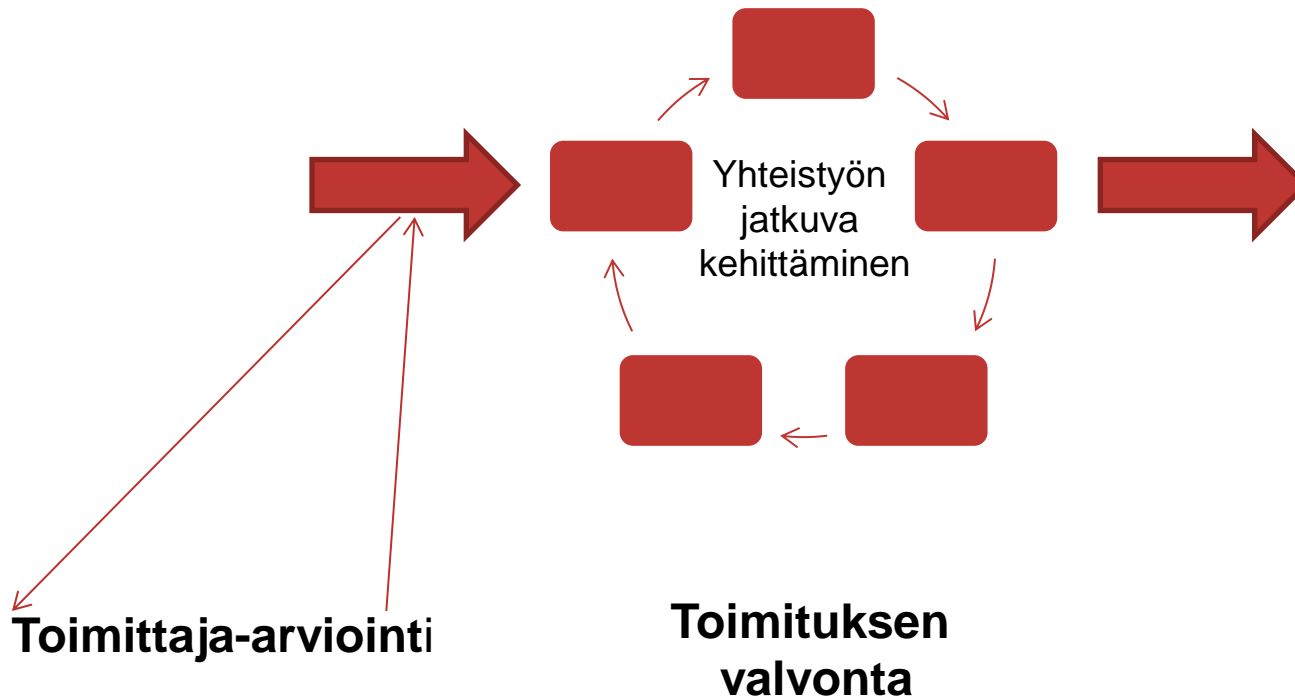 Yhteistyön
jatkuva
kehittäminen
Toimittaja-arviointi
Toimituksen
valvonta